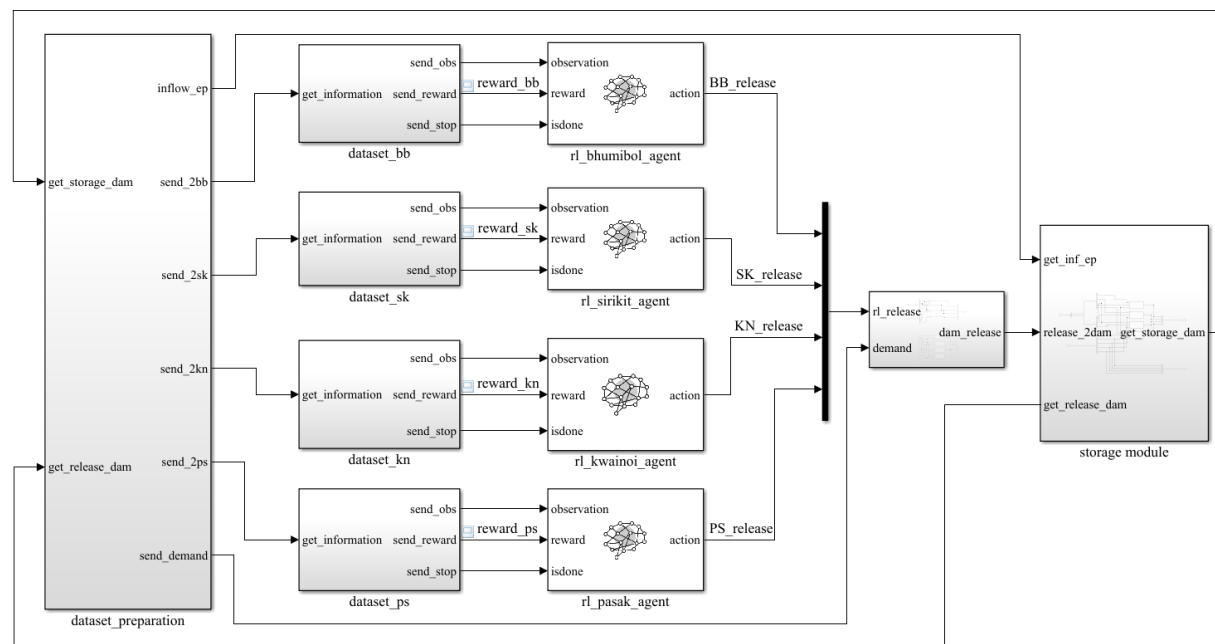 get_storage_dam
get_release_dam
inflow_ep
send_2bb
send_2sk
send_2kn
send_2ps
send_demand
dataset_preparation
get_information
send_obs
send_reward
send_stop
dataset_bb
reward_bb
observation
reward
isdone
action
rl_bhumibol_agent
BB_release
get_information
send_obs
send_reward
send_stop
dataset_sk
reward_sk
observation
reward
isdone
action
rl_sirikit_agent
SK_release
get_information
send_obs
send_reward
send_stop
dataset_kn
reward_kn
observation
reward
isdone
action
rl_kwainoi_agent
KN_release
get_information
send_obs
send_reward
send_stop
dataset_ps
reward_ps
observation
reward
isdone
action
rl_pasak_agent
PS_release
rl_release
demand
dam_release
get_inf_ep
release_2dam
get_storage_dam
get_release_dam
storage module